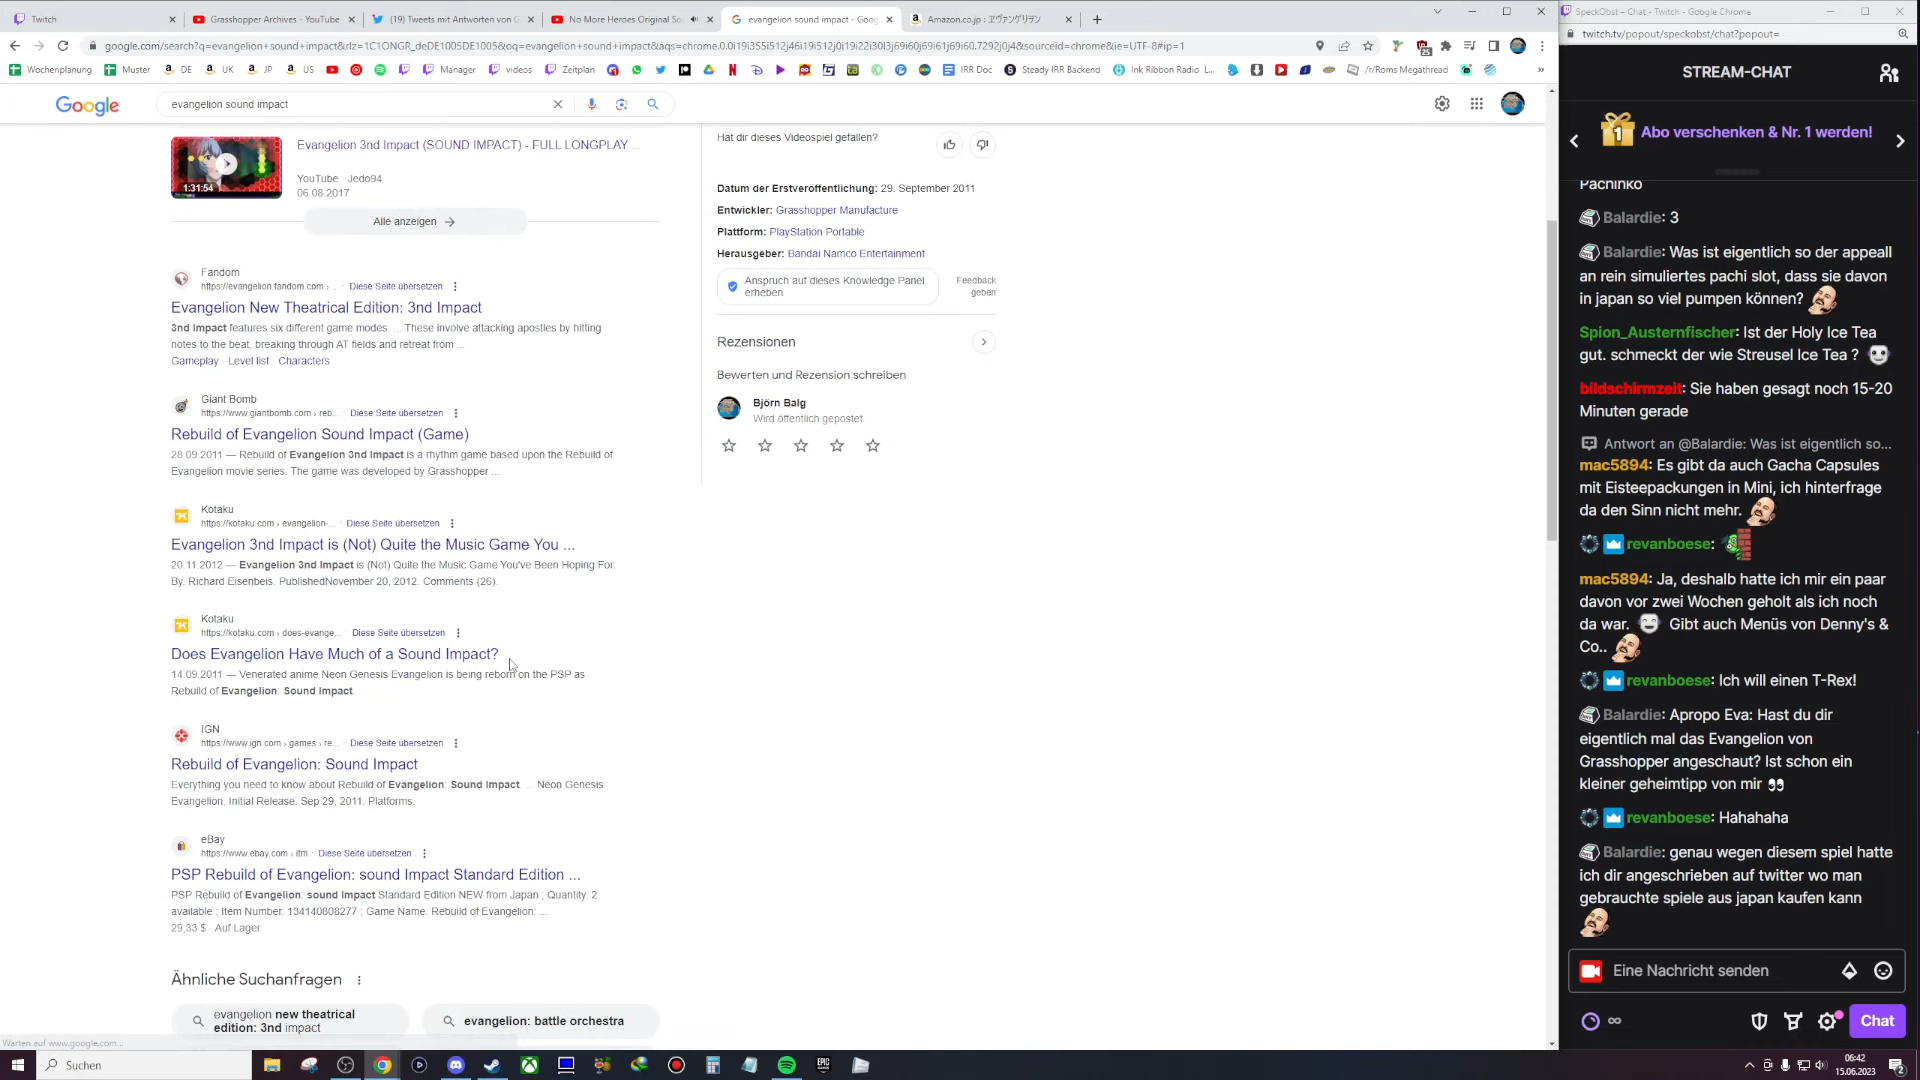 Twitch
Grasshopper Archives - YouTube
(19) Tweets mit Antworten von G
No More Heroes Original So
evangelion sound impact - Goog
Amazon.co.jp : エヴァンゲリヲン
google.com/search?q=evangelion+sound+impact&rlz=1C1ONGR_deDE1005DE1005&oq=evangelion+sound+impact&aqs=chrome.0.0i19i355i512j46i19i512j0i19i22i30l3j69i60j69i61j69i60.7292j0j4&sourceid=chrome&ie=UTF-8#ip=1
Wochenplanung
Muster
DE
UK
JP
US
Manager
videos
Zeitplan
IRR Doc
Steady IRR Backend
Ink Ribbon Radio L...
/r/Roms Megathread
Google
evangelion sound impact
Evangelion 3nd Impact (SOUND IMPACT) - FULL LONGPLAY ...
YouTube · Jedo94
06.08.2017
1:31:54
Alle anzeigen
Fandom
https://evangelion.fandom.com › ... Diese Seite übersetzen
Evangelion New Theatrical Edition: 3nd Impact
3nd Impact features six different game modes. ... These involve attacking apostles by hitting
notes to the beat, breaking through AT fields and retreat from ...
Gameplay · Level list · Characters
Giant Bomb
https://www.giantbomb.com › reb... Diese Seite übersetzen
Rebuild of Evangelion Sound Impact (Game)
28.09.2011 — Rebuild of Evangelion 3nd Impact is a rhythm game based upon the Rebuild of
Evangelion movie series. The game was developed by Grasshopper ...
Kotaku
https://kotaku.com › evangelion-... Diese Seite übersetzen
Evangelion 3nd Impact is (Not) Quite the Music Game You ...
20.11.2012 — Evangelion 3nd Impact is (Not) Quite the Music Game You've Been Hoping For.
By. Richard Eisenbeis. PublishedNovember 20, 2012. Comments (26).
Kotaku
https://kotaku.com › does-evange... Diese Seite übersetzen
Does Evangelion Have Much of a Sound Impact?
14.09.2011 — Venerated anime Neon Genesis Evangelion is being reborn on the PSP as
Rebuild of Evangelion: Sound Impact.
IGN
https://www.ign.com › games › re... Diese Seite übersetzen
Rebuild of Evangelion: Sound Impact
Everything you need to know about Rebuild of Evangelion: Sound Impact. ... Neon Genesis
Evangelion. Initial Release. Sep 29, 2011. Platforms.
eBay
https://www.ebay.com › itm Diese Seite übersetzen
PSP Rebuild of Evangelion: sound Impact Standard Edition ...
PSP Rebuild of Evangelion: sound Impact Standard Edition NEW from Japan ; Quantity. 2
available ; Item Number. 134140808277 ; Game Name. Rebuild of Evangelion: ...
29,33 $ · Auf Lager
Ähnliche Suchanfragen
evangelion new theatrical
edition: 3nd impact
evangelion: battle orchestra
Warten auf www.google.com...
Hat dir dieses Videospiel gefallen?
Datum der Erstveröffentlichung: 29. September 2011
Entwickler: Grasshopper Manufacture
Plattform: PlayStation Portable
Herausgeber: Bandai Namco Entertainment
Anspruch auf dieses Knowledge Panel
erheben
Feedback
geben
Rezensionen
Bewerten und Rezension schreiben
Björn Balg
Wird öffentlich gepostet.
SpeckObst – Chat - Twitch - Google Chrome
twitch.tv/popout/speckobst/chat?popout=
STREAM-CHAT
1
Abo verschenken & Nr. 1 werden!
Pachinko
Balardie: 3
Balardie: Was ist eigentlich so der appeall
an rein simuliertes pachi slot, dass sie davon
in japan so viel pumpen können?
Spion_Austernfischer: Ist der Holy Ice Tea
gut. schmeckt der wie Streusel Ice Tea ?
bildschirmzeit: Sie haben gesagt noch 15-20
Minuten gerade
Antwort an @Balardie: Was ist eigentlich so...
mac5894: Es gibt da auch Gacha Capsules
mit Eisteepackungen in Mini, ich hinterfrage
da den Sinn nicht mehr.
revanboese:
mac5894: Ja, deshalb hatte ich mir ein paar
davon vor zwei Wochen geholt als ich noch
da war. Gibt auch Menüs von Denny's &
Co..
revanboese: Ich will einen T-Rex!
Balardie: Apropo Eva: Hast du dir
eigentlich mal das Evangelion von
Grasshopper angeschaut? Ist schon ein
kleiner geheimtipp von mir
revanboese: Hahahaha
Balardie: genau wegen diesem spiel hatte
ich dir angeschrieben auf twitter wo man
gebrauchte spiele aus japan kaufen kann
Eine Nachricht senden
Chat
Suchen
06:42
15.06.2023